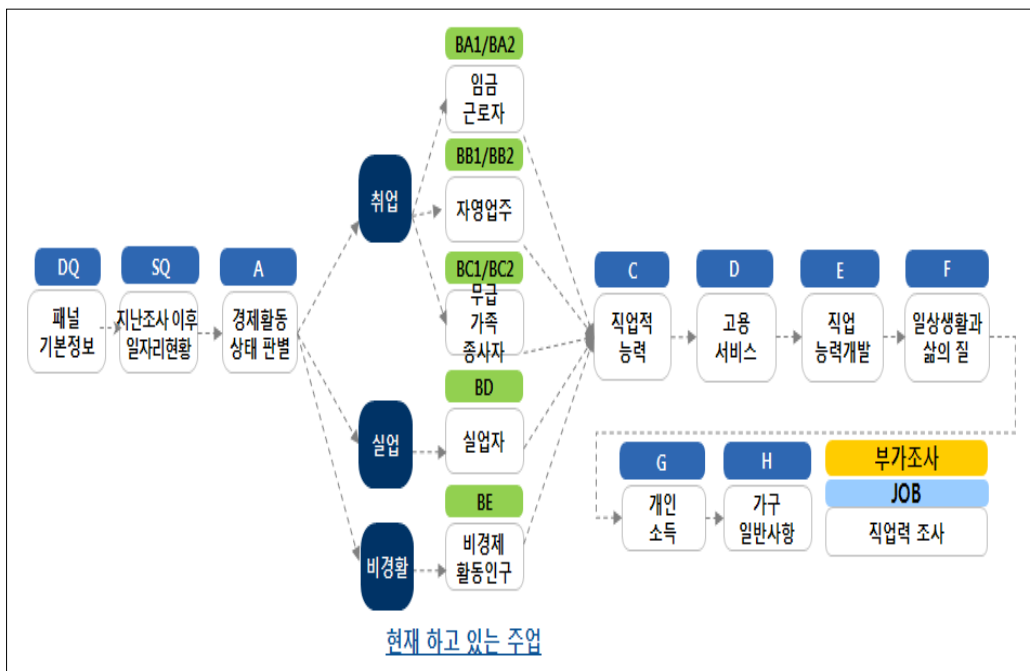 DQ
패널
기본정보
SQ
지난조사 이후
일자리현황
A
경제활동
상태 판별
취업
BA1/BA2
임금
근로자
BB1/BB2
자영업주
BC1/BC2
무급
가족
종사자
실업
BD
실업자
비경활
BE
비경제
활동인구
현재 하고 있는 주업
C
직업적
능력
D
고용
서비스
E
직업
능력개발
F
일상생활과
삶의 질
G
개인
소득
H
가구
일반사항
부가조사
JOB
직업력 조사